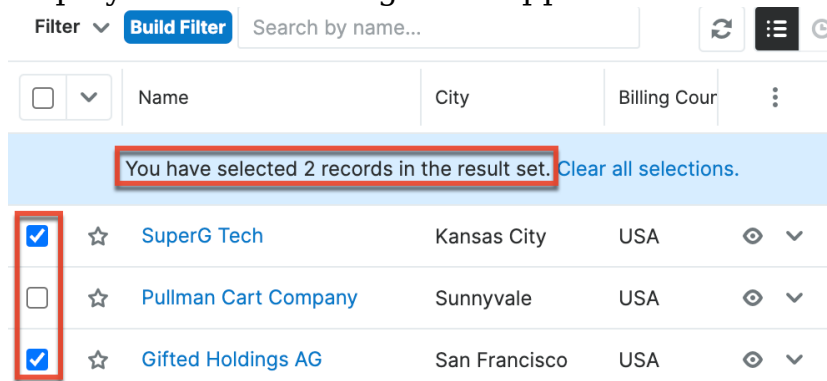 Filter Build Filter Search by name...
Name City Billing Cour
You have selected 2 records in the result set. Clear all selections.
SuperG Tech Kansas City USA
Pullman Cart Company Sunnyvale USA
Gifted Holdings AG San Francisco USA